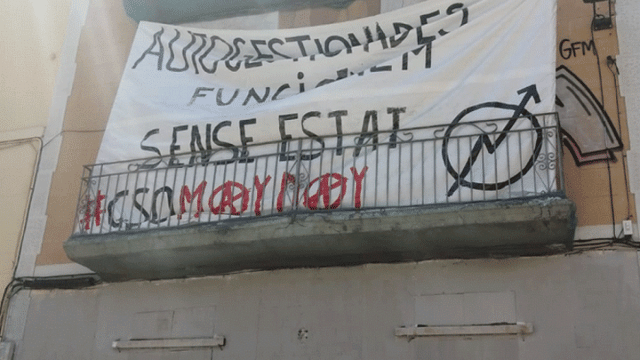 AUTOGESTIONADES
FUNCIONEM
SENSE ESTAT
#CSOMAYMAY
GFM